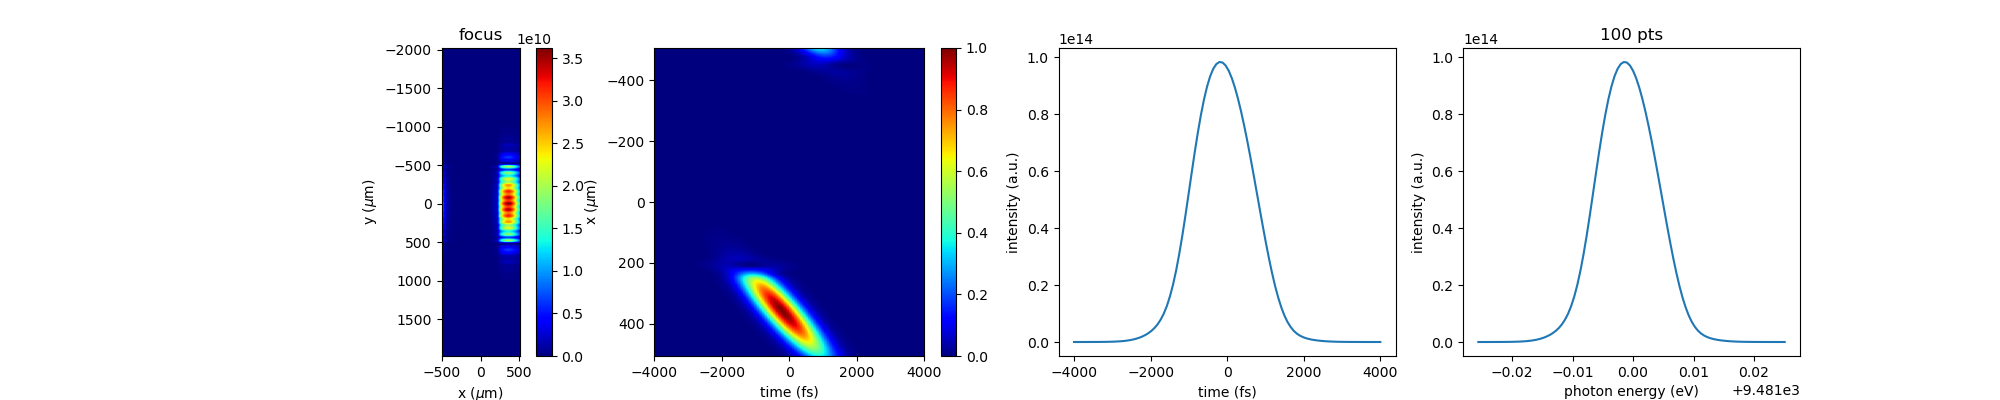 focus
1e10
−2000
−1500
−1000
−500
0
500
1000
1500
y (μm)
−500 0 500
x (μm)
3.5
3.0
2.5
2.0
1.5
1.0
0.5
0.0
x (μm)
−400
−200
0
200
400
−4000 −2000 0 2000 4000
time (fs)
1.0
0.8
0.6
0.4
0.2
0.0
1e14
1.0
0.8
0.6
0.4
0.2
0.0
intensity (a.u.)
−4000 −2000 0 2000 4000
time (fs)
100 pts
1e14
1.0
0.8
0.6
0.4
0.2
0.0
intensity (a.u.)
−0.02 −0.01 0.00 0.01 0.02
photon energy (eV) +9.481e3